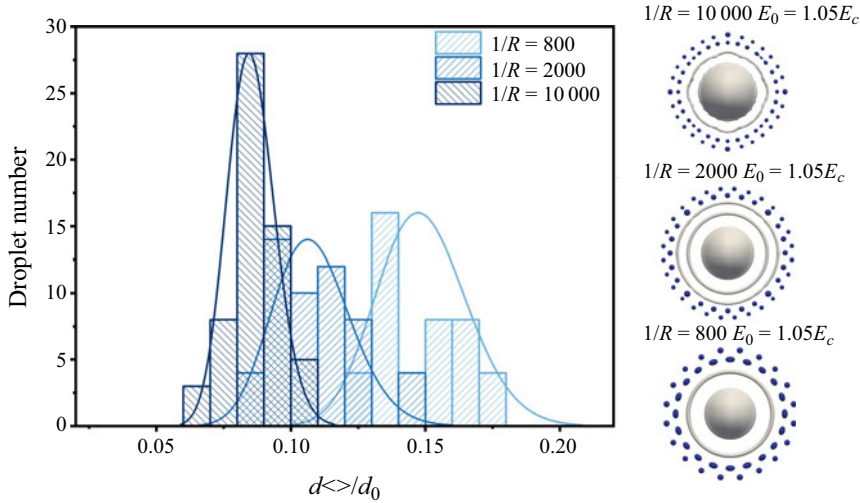 30
25
20
15
10
5
0
Droplet number
0.05
0.10
0.15
0.20
d<>/d0
1/R = 800
1/R = 2000
1/R = 10 000
1/R = 10 000 E0 = 1.05Ec
1/R = 2000 E0 = 1.05Ec
1/R = 800 E0 = 1.05Ec